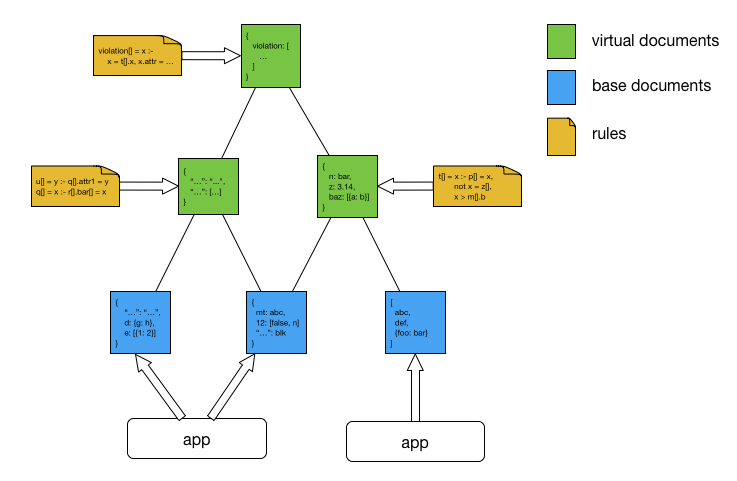 {
violation: [
...
]
}
violation[] = x :-
x = t[].x, x.attr = ...
virtual documents
base documents
rules
u[] = y :- q[].attr1 = y
q[] = x :- r[].bar[] = x
{
“...”: “...”,
“...”: [...]
}
{
n: bar,
z: 3.14,
baz: [{a: b}]
}
t[] = x :- p[] = x,
not x = z[],
x > m[].b
{
“...”: “...”,
d: {g: h},
e: [{1: 2}]
}
{
mt: abc,
12: [false, n]
“...”: blk
}
[
abc,
def,
{foo: bar}
]
app
app